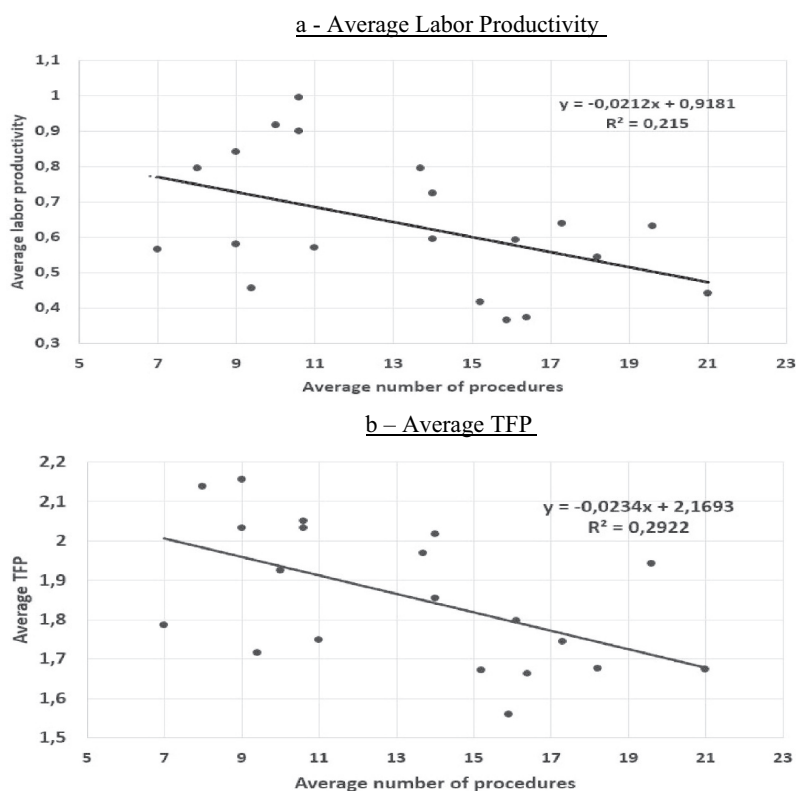 a - Average Labor Productivity
1,1
1
0,9
0,8
0,7
0,6
0,5
0,4
0,3
Average labor productivity
y = -0,0212x + 0,9181
R² = 0,215
5 7 9 11 13 15 17 19 21 23
Average number of procedures
b – Average TFP
2,2
2,1
2
1,9
1,8
1,7
1,6
1,5
Average TFP
y = -0,0234x + 2,1693
R² = 0,2922
5 7 9 11 13 15 17 19 21 23
Average number of procedures